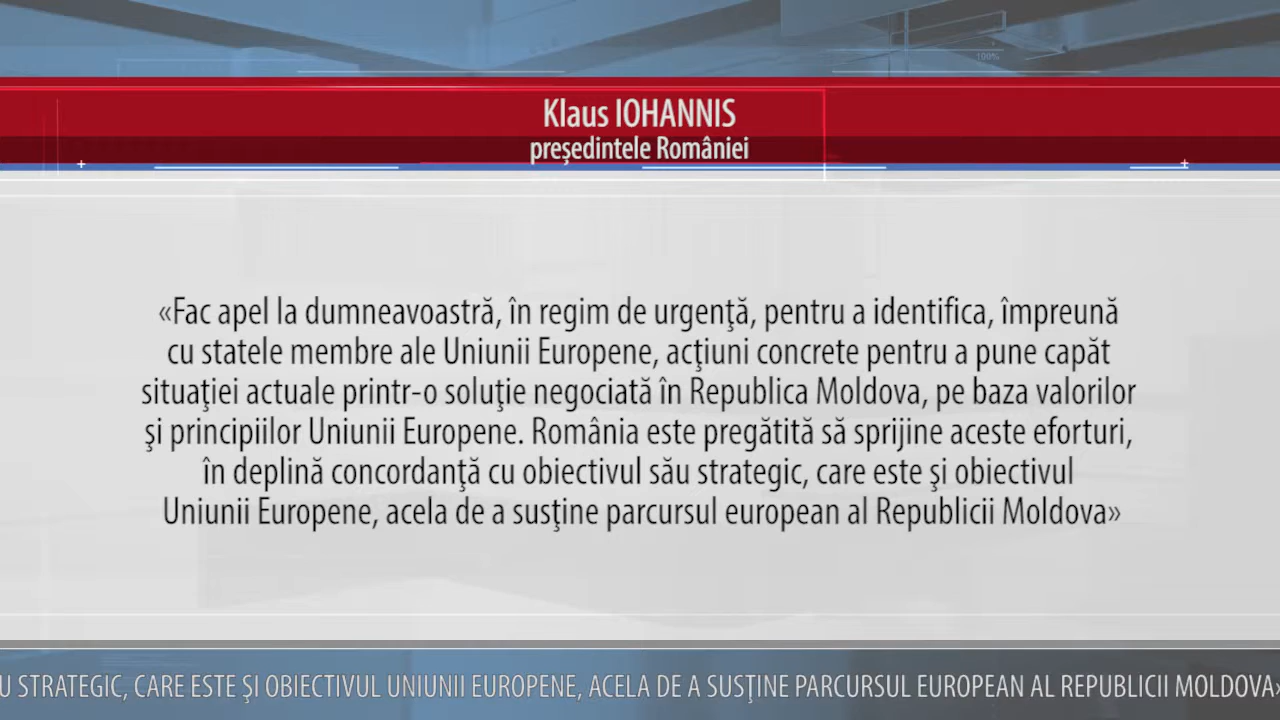 100%
Klaus IOHANNIS
preşedintele României
«Fac apel la dumneavoastră, în regim de urgenţă, pentru a identifica, împreună
cu statele membre ale Uniunii Europene, acţiuni concrete pentru a pune capăt
situaţiei actuale printr-o soluţie negociată în Republica Moldova, pe baza valorilor
şi principiilor Uniunii Europene. România este pregătită să sprijine aceste eforturi,
în deplină concordanţă cu obiectivul său strategic, care este şi obiectivul
Uniunii Europene, acela de a susţine parcursul european al Republicii Moldova»
U STRATEGIC, CARE ESTE ŞI OBIECTIVUL UNIUNII EUROPENE, ACELA DE A SUSŢINE PARCURSUL EUROPEAN AL REPUBLICII MOLDOVA»